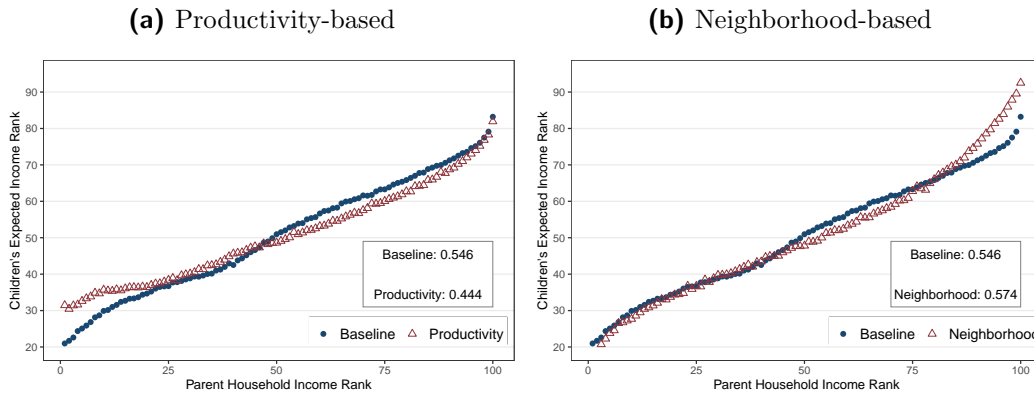 (a) Productivity-based
Children's Expected Income Rank
90
80
70
60
50
40
30
20
Baseline: 0.546
Productivity: 0.444
Baseline
Productivity
0
25
50
75
100
Parent Household Income Rank
(b) Neighborhood-based
Children's Expected Income Rank
90
80
70
60
50
40
30
20
Baseline: 0.546
Neighborhood: 0.574
Baseline
Neighborhood
0
25
50
75
100
Parent Household Income Rank